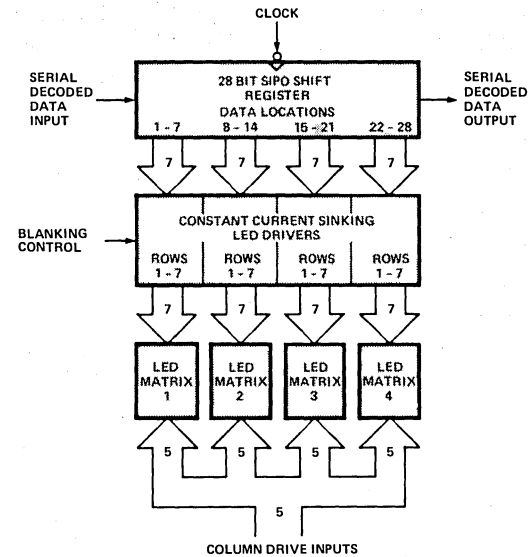 CLOCK
SERIAL
DECODED
DATA
INPUT
28 BIT SIPO SHIFT
REGISTER
DATA LOCATIONS
1 - 7 8 - 14 15 - 21 22 - 28
SERIAL
DECODED
DATA
OUTPUT
7 7 7 7
BLANKING
CONTROL
CONSTANT CURRENT SINKING
LED DRIVERS
ROWS ROWS ROWS ROWS
1 - 7 1 - 7 1 - 7 1 - 7
7 7 7 7
LED LED LED LED
MATRIX MATRIX MATRIX MATRIX
1 2 3 4
5 5 5 5
5
COLUMN DRIVE INPUTS